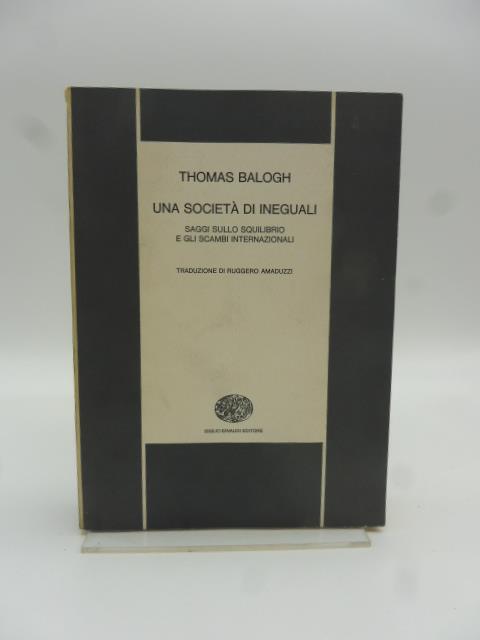 THOMAS BALOGH
UNA SOCIETÀ DI INEGUALI
SAGGI SULLO SQUILIBRIO
E GLI SCAMBI INTERNAZIONALI
TRADUZIONE DI RUGGERO AMADUZZI
GIULIO EINAUDI EDITORE